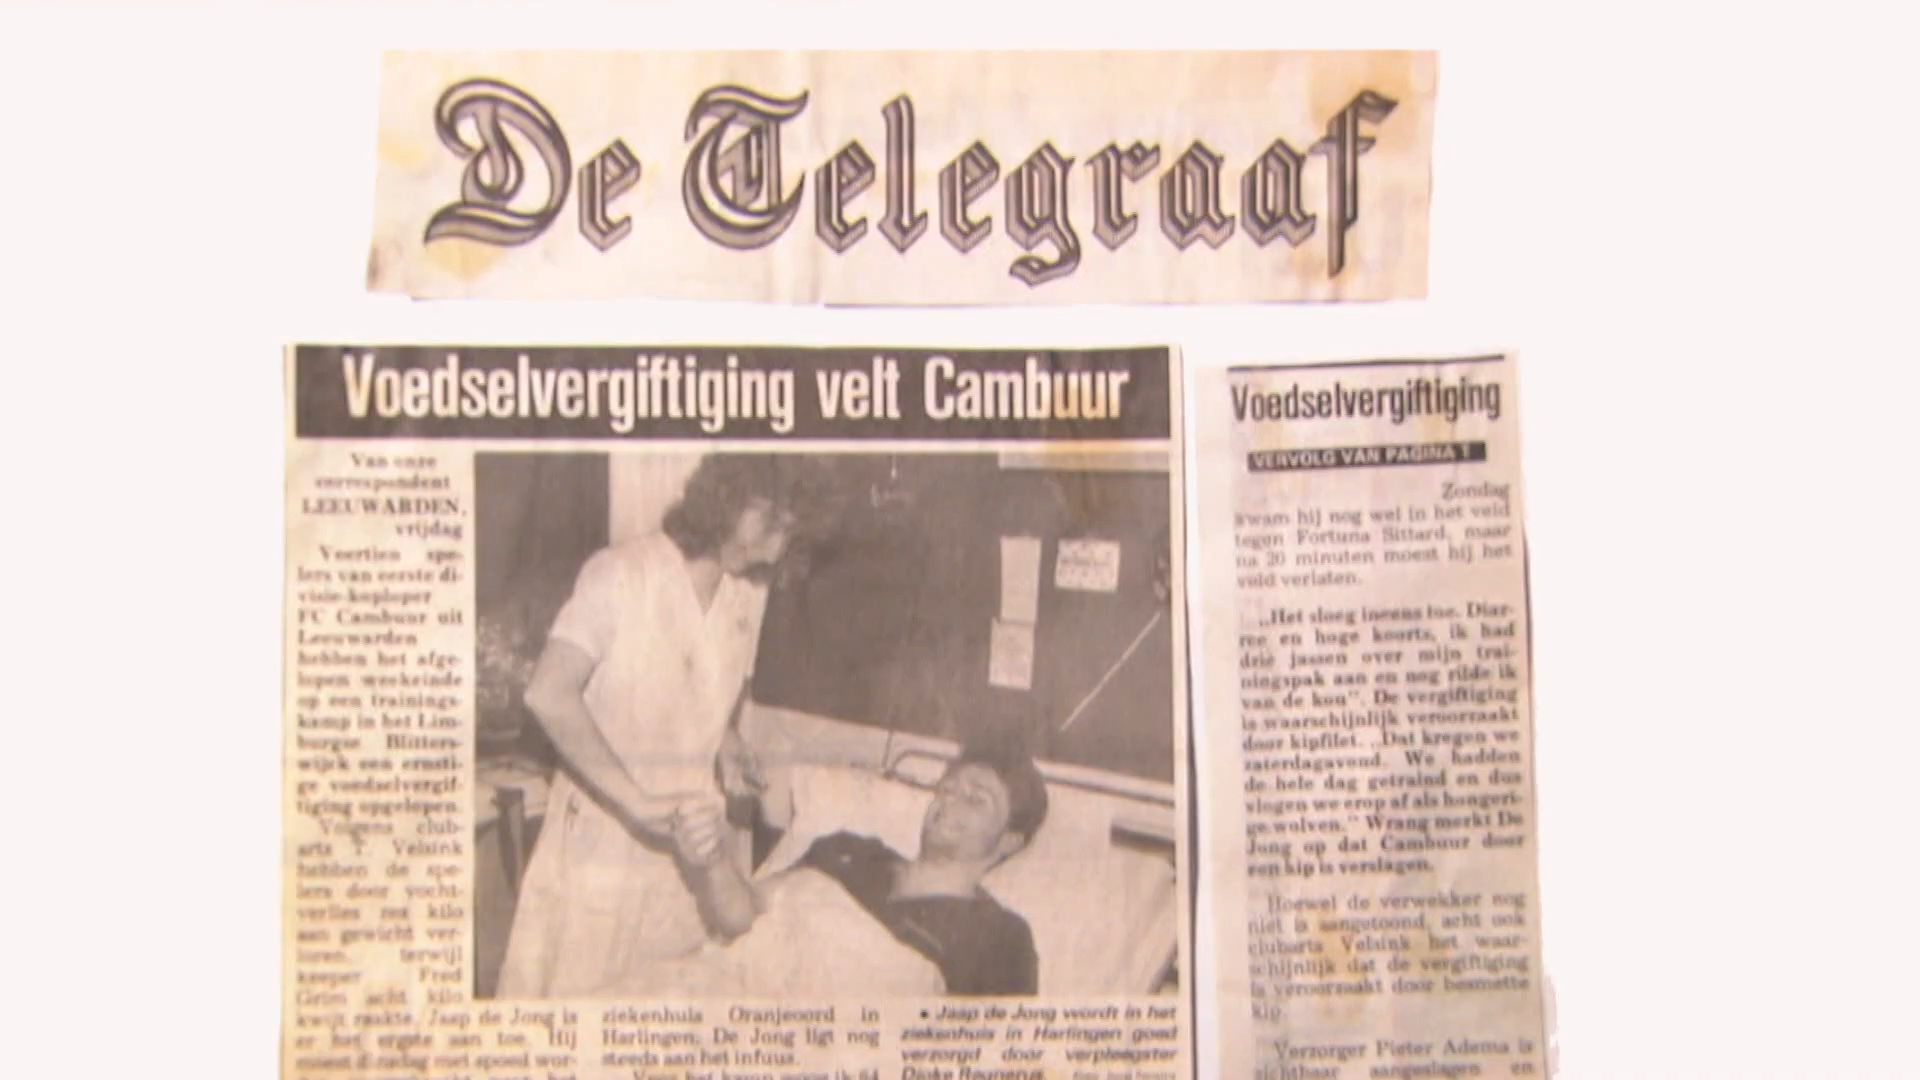 De Telegraaf
Voedselvergiftiging velt Cambuur
Van onze
correspondent
LEEUWARDEN,
vrijdag
Veertien spe-
lers van eerste di-
visie-koploper
FC Cambuur uit
Leeuwarden
hebben het afge-
lopen weekeinde
op een trainings-
kamp in het Lim-
burgse Blitters-
wijck een ernsti-
ge voedselvergif-
tiging opgelopen.
Volgens club-
arts T. Velsink
hebben de spe-
lers door vocht-
verlies zes kilo
aan gewicht ver-
loren, terwijl
keeper Fred
Grim acht kilo
kwijt raakte. Jaap de Jong is
er het ergste aan toe. Hij
moest dinsdag met spoed wor-
ziekenhuis Oranjeoord in
Harlingen. De Jong ligt nog
steeds aan het infuus.
• Jaap de Jong wordt in het
ziekenhuis in Harlingen goed
verzorgd door verpleegster
Voedselvergiftiging
VERVOLG VAN PAGINA 1
Zondag
kwam hij nog wel in het veld
tegen Fortuna Sittard, maar
na 20 minuten moest hij het
veld verlaten.
„Het sloeg ineens toe. Diar-
ree en hoge koorts, ik had
drie jassen over mijn trai-
ningspak aan en nog rilde ik
van de kou”. De vergiftiging
is waarschijnlijk veroorzaakt
door kipfilet. „Dat kregen we
zaterdagavond. We hadden
de hele dag getraind en dus
vlogen we erop af als hongeri-
ge wolven.” Wrang merkt De
Jong op dat Cambuur door
een kip is verslagen.
Hoewel de verwekker nog
niet is aangetoond, acht ook
clubarts Velsink het waar-
schijnlijk dat de vergiftiging
is veroorzaakt door besmette
kip.
Verzorger Pieter Adema is
zichtbaar aangeslagen en